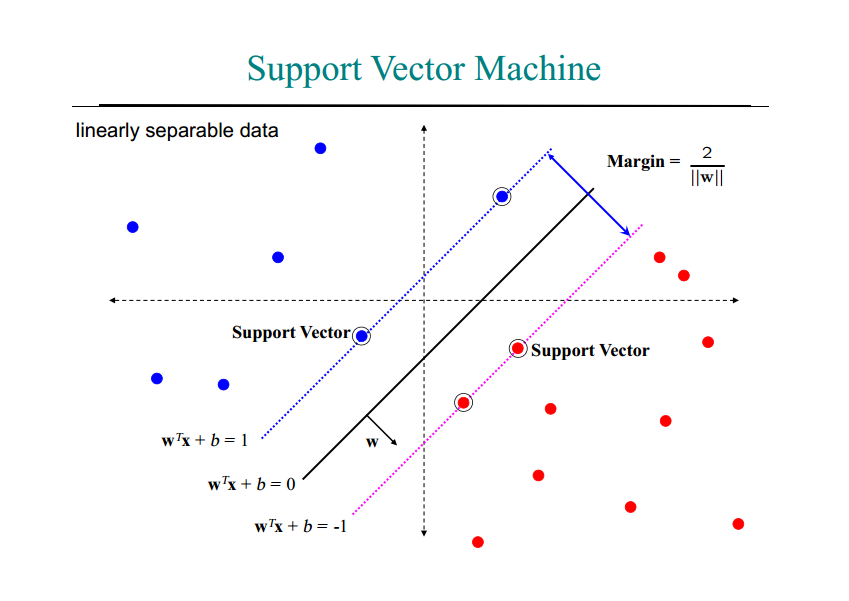 Support Vector Machine
linearly separable data
Margin = 2 / ||w||
Support Vector
Support Vector
wᵀx + b = 1
w
wᵀx + b = 0
wᵀx + b = -1